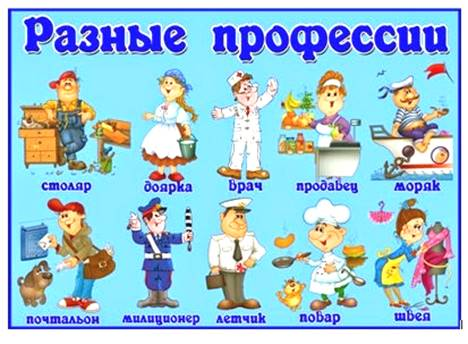 Разные профессии
столяр доярка врач продавец моряк
почтальон милиционер летчик повар швея